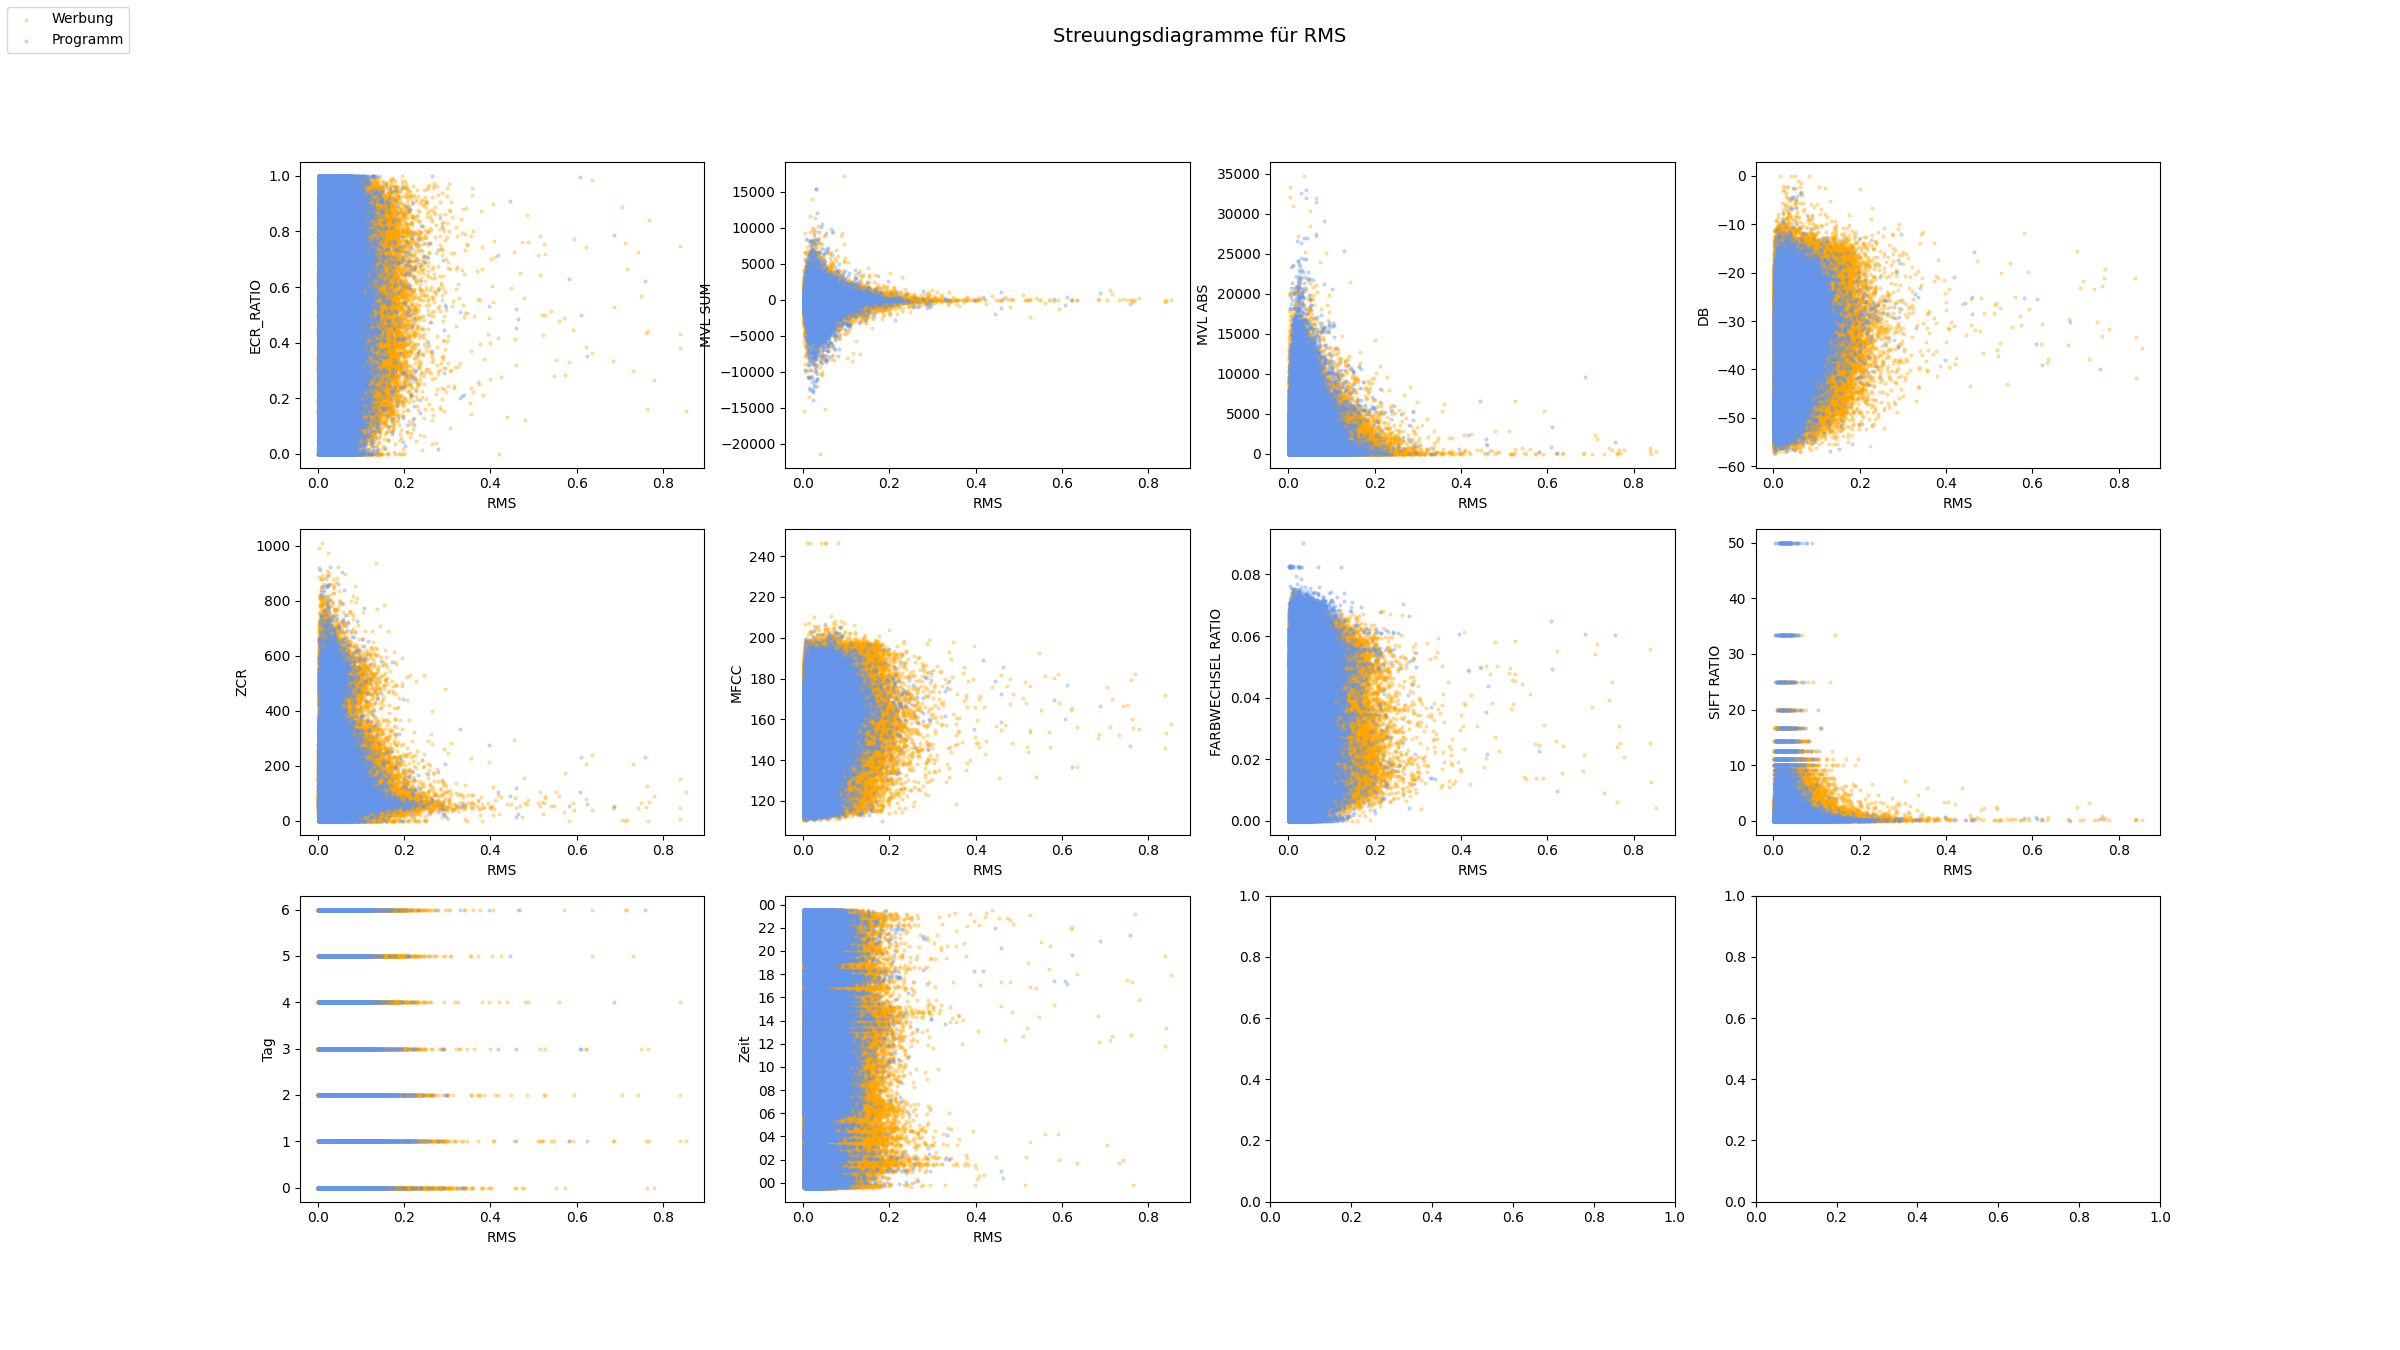 Werbung
Programm
Streuungsdiagramme für RMS
ECR_RATIO
1.0
0.8
0.6
0.4
0.2
0.0
0.0 0.2 0.4 0.6 0.8
RMS
MVL SUM
15000
10000
5000
0
−5000
−10000
−15000
−20000
0.0 0.2 0.4 0.6 0.8
RMS
MVL ABS
35000
30000
25000
20000
15000
10000
5000
0
0.0 0.2 0.4 0.6 0.8
RMS
DB
0
−10
−20
−30
−40
−50
−60
0.0 0.2 0.4 0.6 0.8
RMS
ZCR
1000
800
600
400
200
0
0.0 0.2 0.4 0.6 0.8
RMS
MFCC
240
220
200
180
160
140
120
0.0 0.2 0.4 0.6 0.8
RMS
FARBWECHSEL RATIO
0.08
0.06
0.04
0.02
0.00
0.0 0.2 0.4 0.6 0.8
RMS
SIFT RATIO
50
40
30
20
10
0
0.0 0.2 0.4 0.6 0.8
RMS
Tag
6
5
4
3
2
1
0
0.0 0.2 0.4 0.6 0.8
RMS
Zeit
00
22
20
18
16
14
12
10
08
06
04
02
00
0.0 0.2 0.4 0.6 0.8
RMS
1.0
0.8
0.6
0.4
0.2
0.0
0.0 0.2 0.4 0.6 0.8 1.0
1.0
0.8
0.6
0.4
0.2
0.0
0.0 0.2 0.4 0.6 0.8 1.0